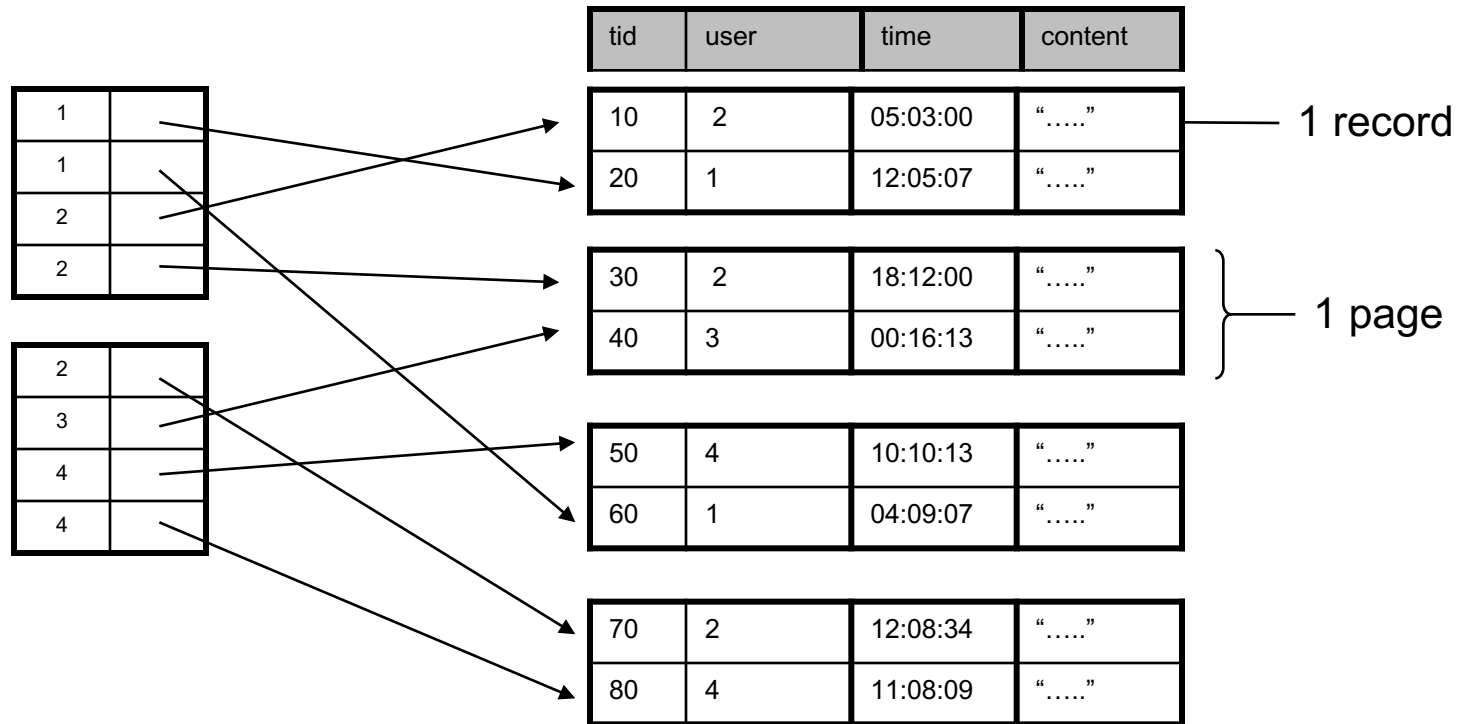 tid user time content
1
1
2
2
10 2 05:03:00 “…..”
20 1 12:05:07 “…..”
1 record
30 2 18:12:00 “…..”
40 3 00:16:13 “…..”
1 page
2
3
4
4
50 4 10:10:13 “…..”
60 1 04:09:07 “…..”
70 2 12:08:34 “…..”
80 4 11:08:09 “…..”